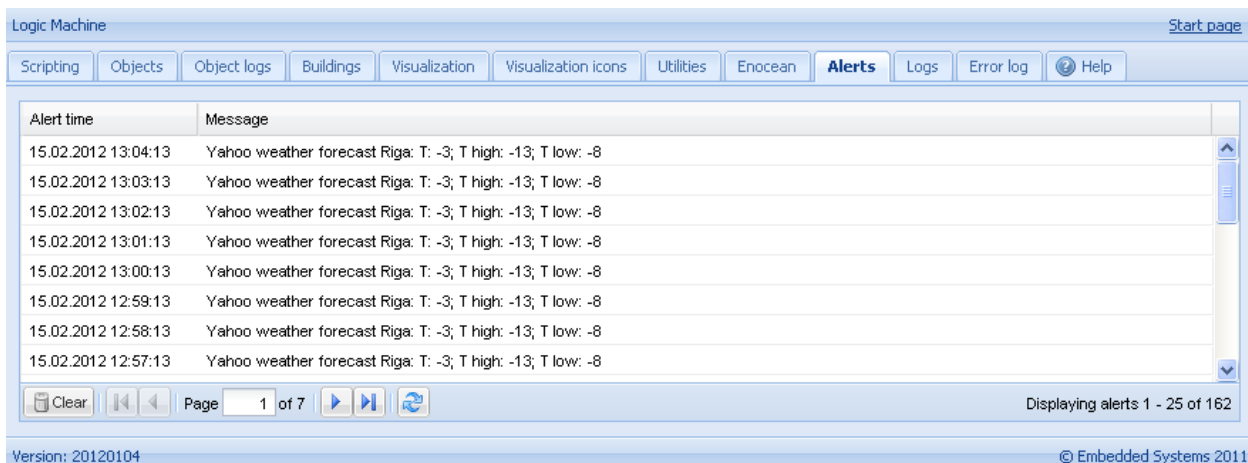 Logic Machine Start page
Scripting Objects Object logs Buildings Visualization Visualization icons Utilities Enocean Alerts Logs Error log Help
Alert time Message
15.02.2012 13:04:13 Yahoo weather forecast Riga: T: -3; T high: -13; T low: -8
15.02.2012 13:03:13 Yahoo weather forecast Riga: T: -3; T high: -13; T low: -8
15.02.2012 13:02:13 Yahoo weather forecast Riga: T: -3; T high: -13; T low: -8
15.02.2012 13:01:13 Yahoo weather forecast Riga: T: -3; T high: -13; T low: -8
15.02.2012 13:00:13 Yahoo weather forecast Riga: T: -3; T high: -13; T low: -8
15.02.2012 12:59:13 Yahoo weather forecast Riga: T: -3; T high: -13; T low: -8
15.02.2012 12:58:13 Yahoo weather forecast Riga: T: -3; T high: -13; T low: -8
15.02.2012 12:57:13 Yahoo weather forecast Riga: T: -3; T high: -13; T low: -8
Clear Page 1 of 7 Displaying alerts 1 - 25 of 162
Version: 20120104 © Embedded Systems 2011